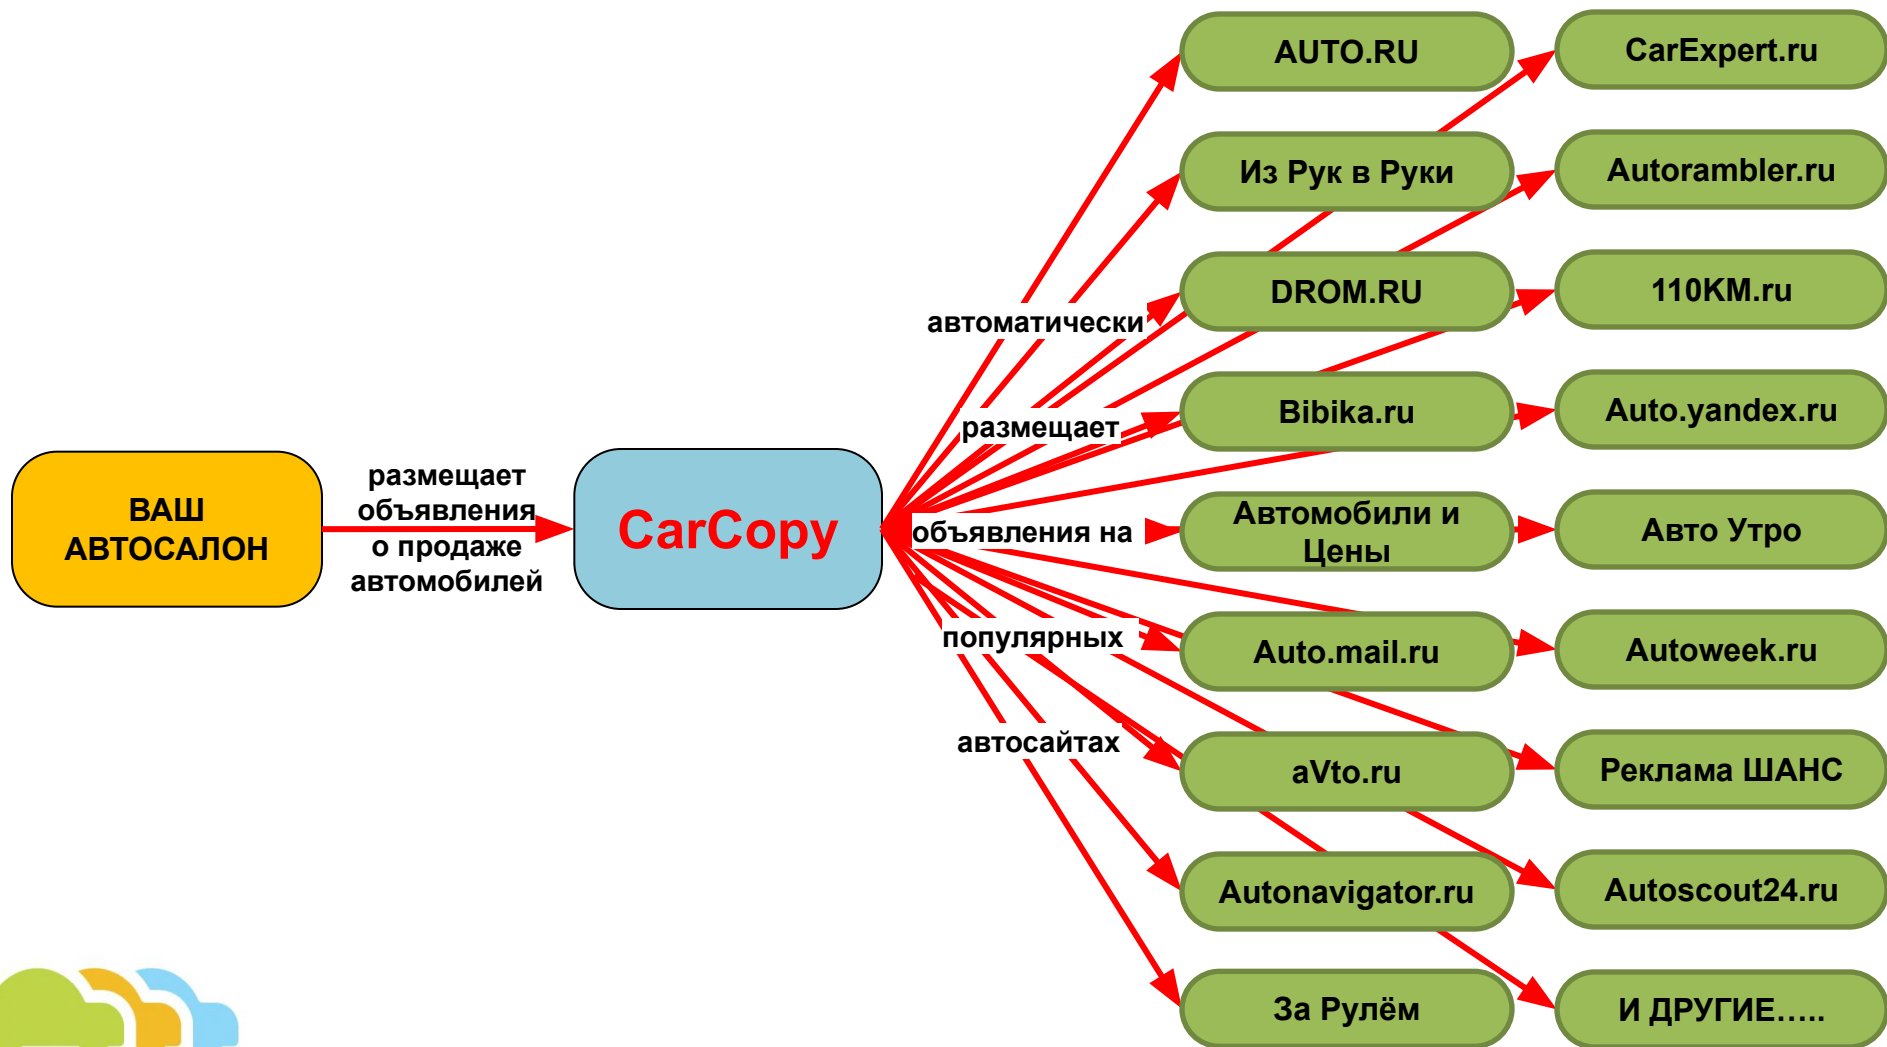 ВАШ
АВТОСАЛОН
размещает
объявления
о продаже
автомобилей
CarCopy
автоматически
размещает
объявления на
популярных
автосайтах
AUTO.RU
Из Рук в Руки
DROM.RU
Bibika.ru
Автомобили и
Цены
Auto.mail.ru
aVto.ru
Autonavigator.ru
За Рулём
CarExpert.ru
Autorambler.ru
110KM.ru
Auto.yandex.ru
Авто Утро
Autoweek.ru
Реклама ШАНС
Autoscout24.ru
И ДРУГИЕ…..